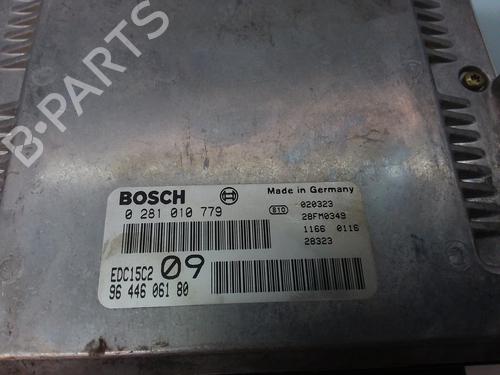 B-PARTS
BOSCH
Made in Germany
0 281 010 779
810
020323
28FM0349
1166 0116
28323
EDC15C2 09
96 446 061 80